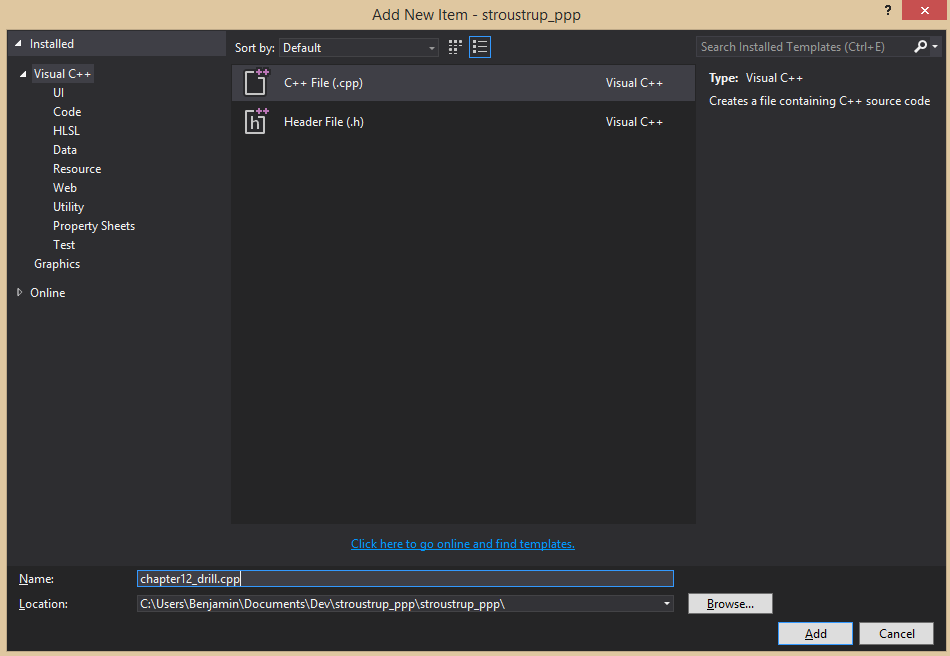 Add New Item - stroustrup_ppp
?
Installed
Sort by: Default
Search Installed Templates (Ctrl+E)
Visual C++
UI
Code
HLSL
Data
Resource
Web
Utility
Property Sheets
Test
Graphics
Online
C++ File (.cpp) Visual C++
Header File (.h) Visual C++
Type: Visual C++
Creates a file containing C++ source code
Click here to go online and find templates.
Name: chapter12_drill.cpp
Location: C:\Users\Benjamin\Documents\Dev\stroustrup_ppp\stroustrup_ppp\
Browse...
Add Cancel